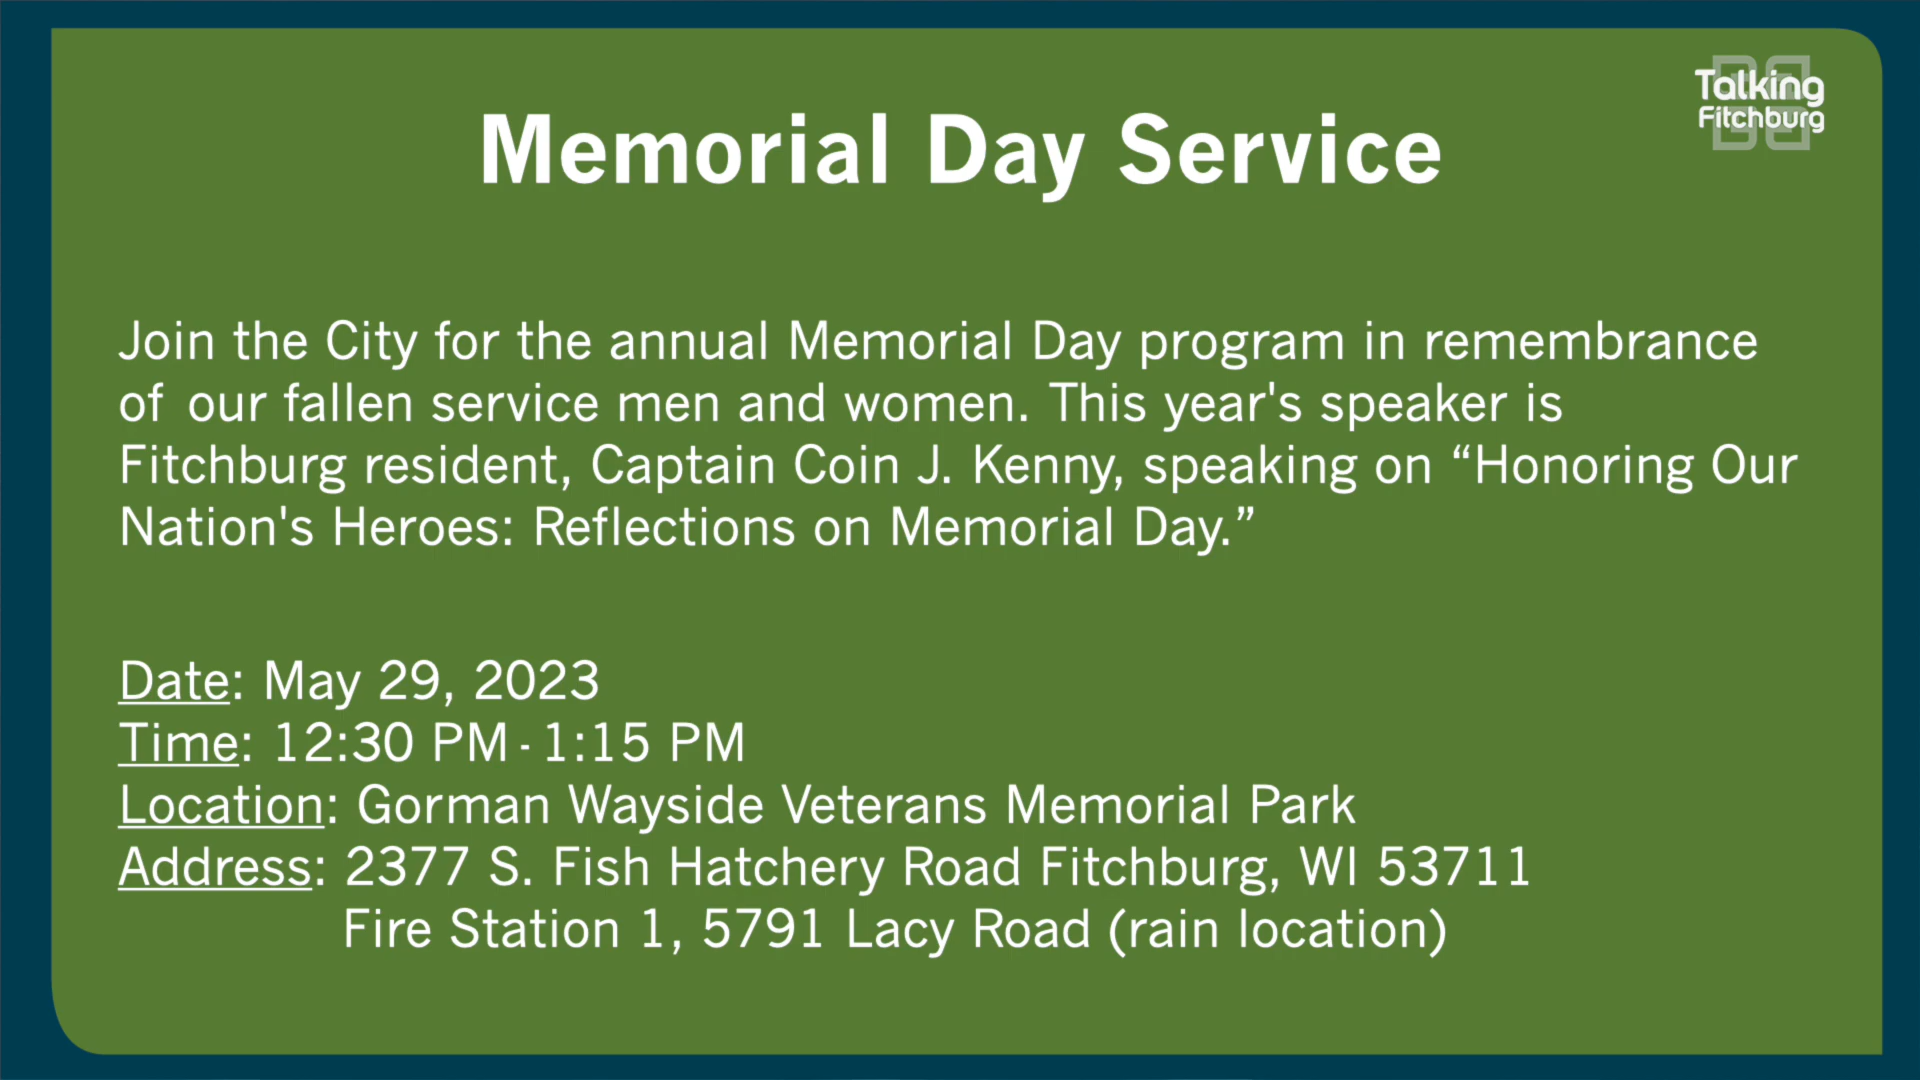 Talking
Fitchburg
Memorial Day Service
Join the City for the annual Memorial Day program in remembrance
of our fallen service men and women. This year's speaker is
Fitchburg resident, Captain Coin J. Kenny, speaking on “Honoring Our
Nation's Heroes: Reflections on Memorial Day.”
Date: May 29, 2023
Time: 12:30 PM - 1:15 PM
Location: Gorman Wayside Veterans Memorial Park
Address: 2377 S. Fish Hatchery Road Fitchburg, WI 53711
Fire Station 1, 5791 Lacy Road (rain location)